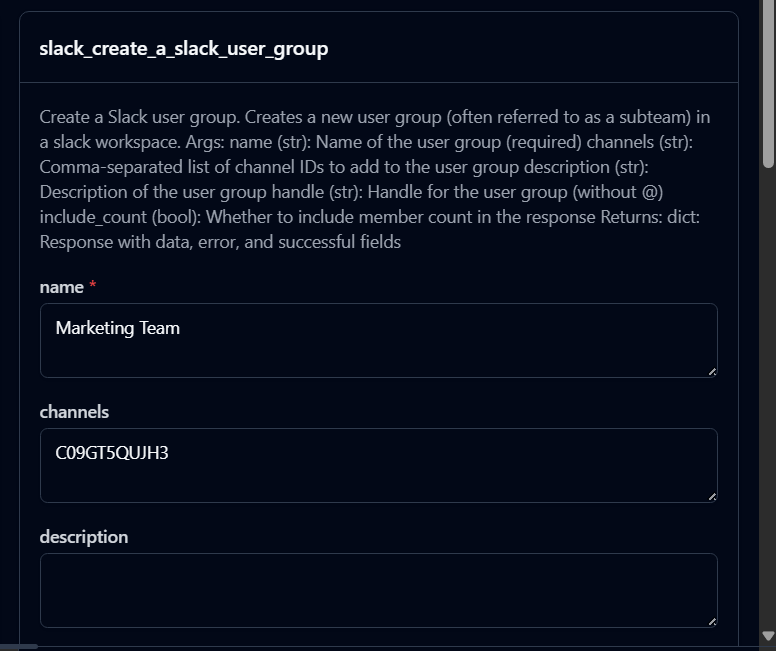 slack_create_a_slack_user_group
Create a Slack user group. Creates a new user group (often referred to as a subteam) in
a slack workspace. Args: name (str): Name of the user group (required) channels (str):
Comma-separated list of channel IDs to add to the user group description (str):
Description of the user group handle (str): Handle for the user group (without @)
include_count (bool): Whether to include member count in the response Returns: dict:
Response with data, error, and successful fields
name *
Marketing Team
channels
C09GT5QUJH3
description